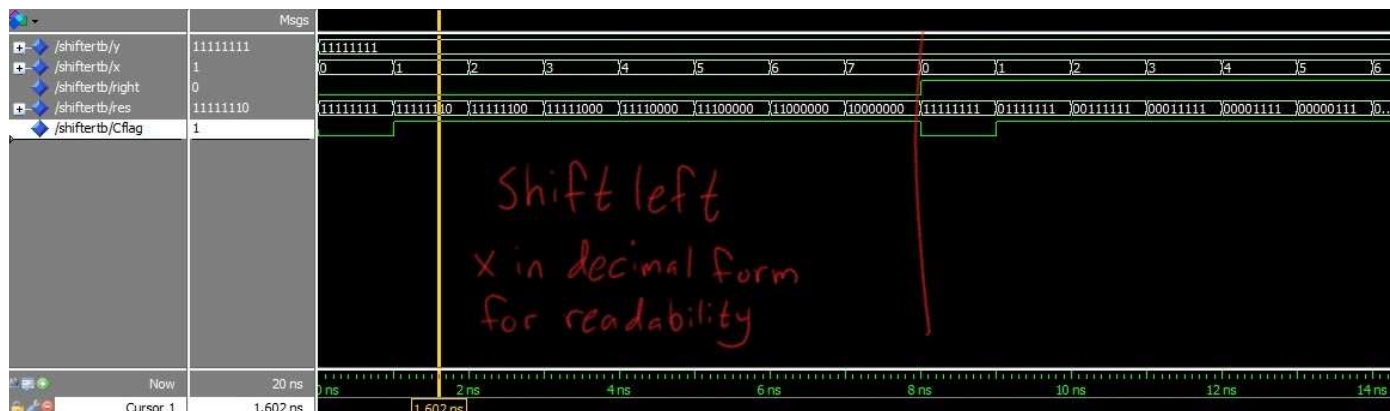 Msgs
/shiftertb/y 11111111 11111111
/shiftertb/x 1 0 1 2 3 4 5 6 7 0 1 2 3 4 5 6
/shiftertb/right 0
/shiftertb/res 11111110 11111111 11111110 11111100 11111000 11110000 11100000 11000000 10000000 11111111 01111111 00111111 00011111 00001111 00000111 0...
/shiftertb/Cflag 1
Shift left
x in decimal form
for readability
Now 20 ns 0 ns 2 ns 4 ns 6 ns 8 ns 10 ns 12 ns 14 ns
Cursor 1 1.602 ns 1.602 ns